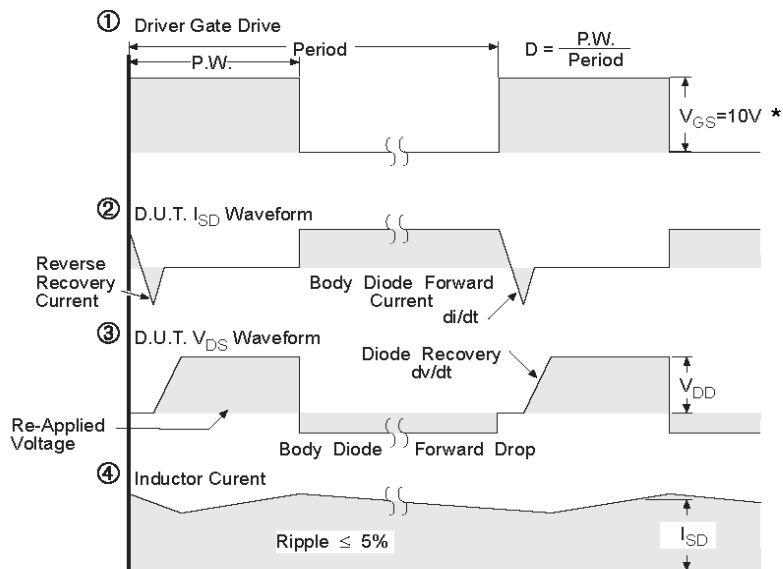 ① Driver Gate Drive
P.W.
Period
D = P.W.
Period
V_GS=10V *
② D.U.T. I_SD Waveform
Reverse
Recovery
Current
Body Diode Forward
Current
di/dt
③ D.U.T. V_DS Waveform
Diode Recovery
dv/dt
V_DD
Re-Applied
Voltage
Body Diode Forward Drop
④ Inductor Curent
Ripple ≤ 5%
I_SD